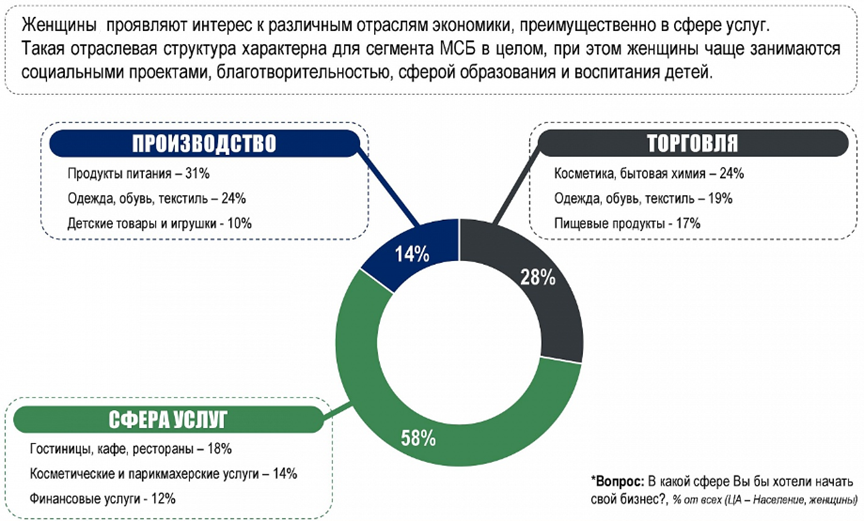 Женщины проявляют интерес к различным отраслям экономики, преимущественно в сфере услуг.
Такая отраслевая структура характерна для сегмента МСБ в целом, при этом женщины чаще занимаются
социальными проектами, благотворительностью, сферой образования и воспитания детей.
ПРОИЗВОДСТВО
Продукты питания – 31%
Одежда, обувь, текстиль – 24%
Детские товары и игрушки - 10%
ТОРГОВЛЯ
Косметика, бытовая химия – 24%
Одежда, обувь, текстиль – 19%
Пищевые продукты - 17%
14%
28%
58%
СФЕРА УСЛУГ
Гостиницы, кафе, рестораны – 18%
Косметические и парикмахерские услуги – 14%
Финансовые услуги - 12%
*Вопрос: В какой сфере Вы бы хотели начать
свой бизнес?, % от всех (ЦА – Население, женщины)